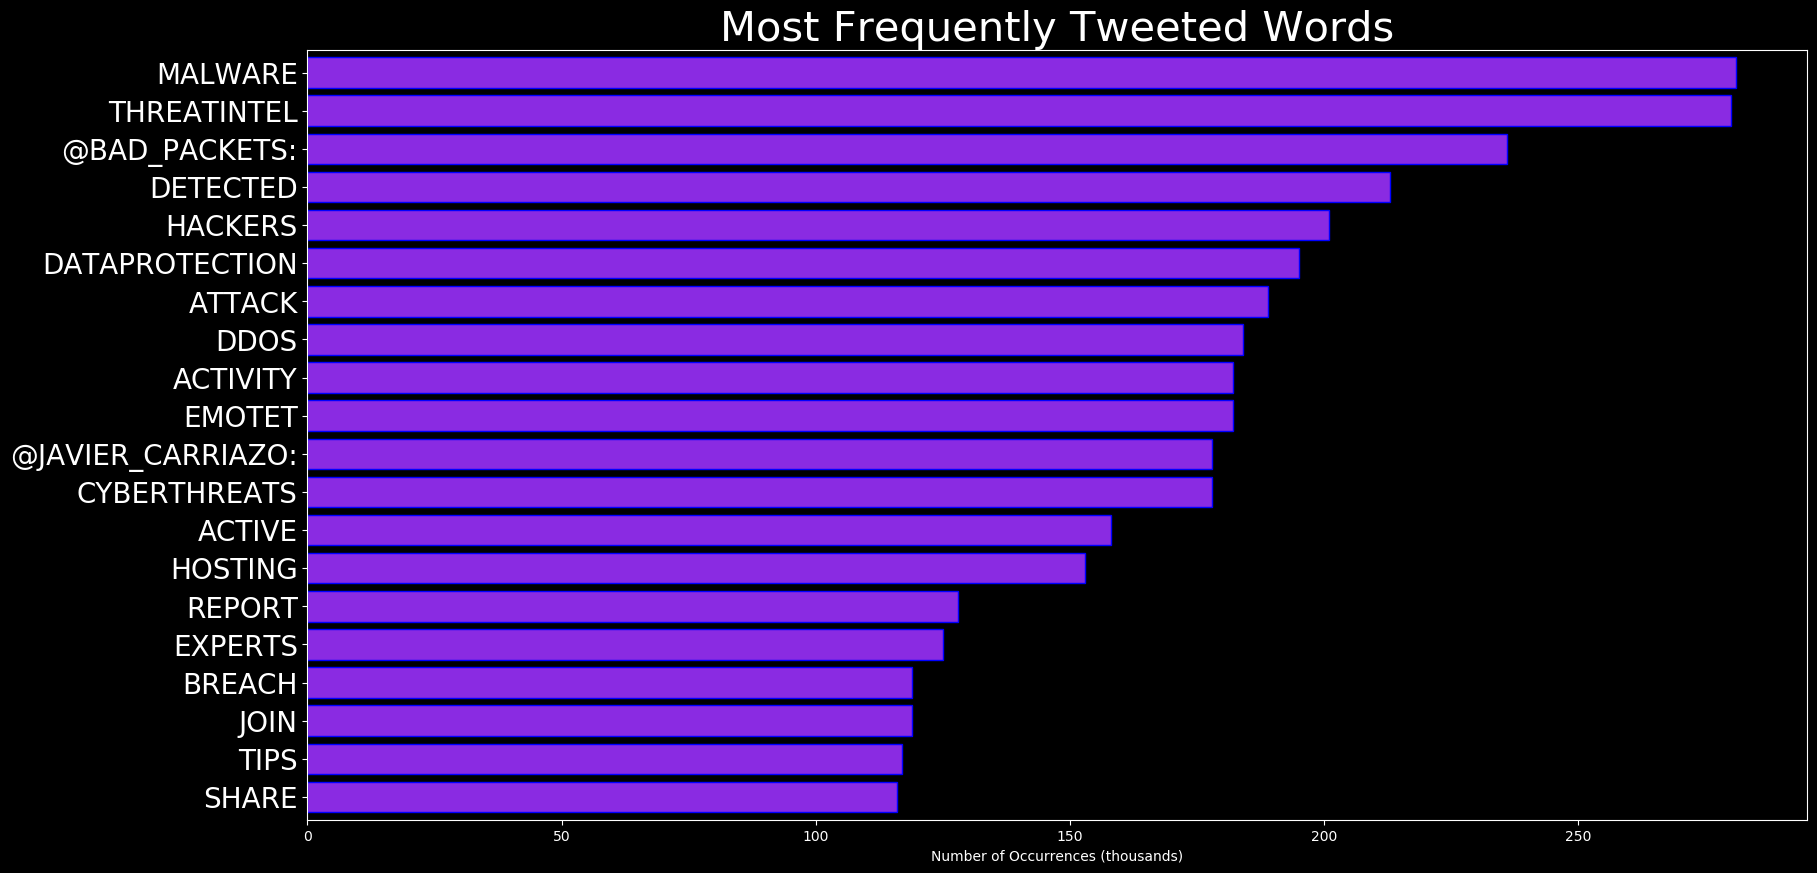 Most Frequently Tweeted Words
MALWARE
THREATINTEL
@BAD_PACKETS:
DETECTED
HACKERS
DATAPROTECTION
ATTACK
DDOS
ACTIVITY
EMOTET
@JAVIER_CARRIAZO:
CYBERTHREATS
ACTIVE
HOSTING
REPORT
EXPERTS
BREACH
JOIN
TIPS
SHARE
0 50 100 150 200 250
Number of Occurrences (thousands)